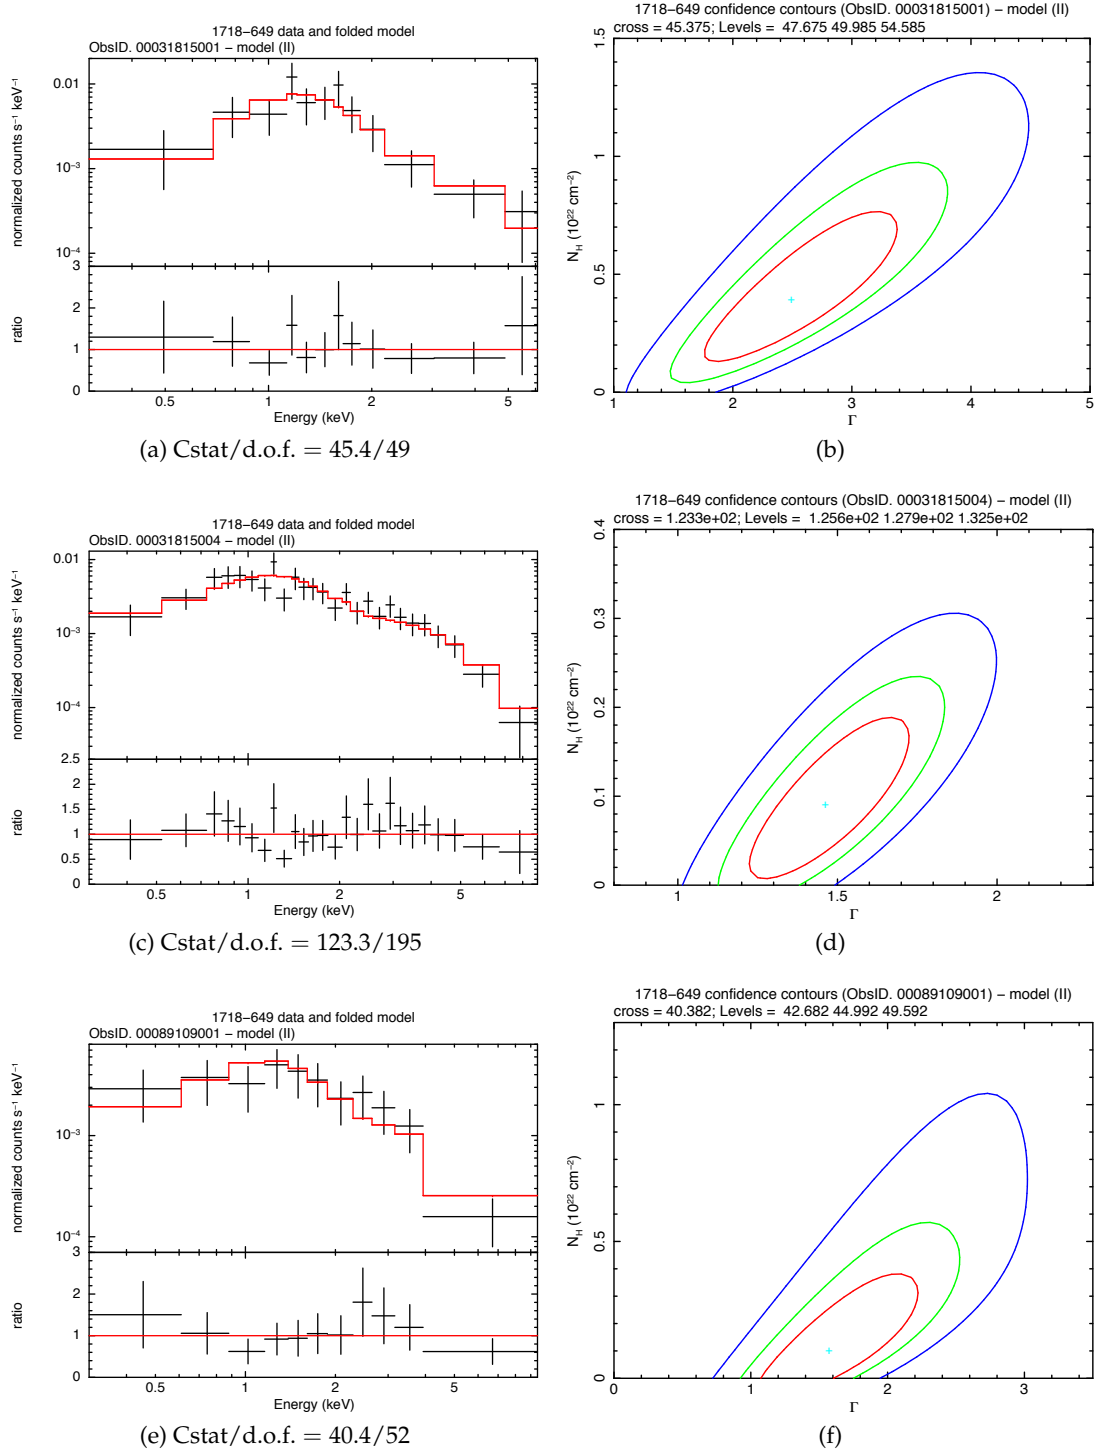 1718−649 data and folded model
ObsID. 00031815001 − model (II)
normalized counts s⁻¹ keV⁻¹
0.01
10⁻³
10⁻⁴
ratio
3
2
1
0
0.5 1 2 5
Energy (keV)
(a) Cstat/d.o.f. = 45.4/49
1718−649 confidence contours (ObsID. 00031815001) − model (II)
cross = 45.375; Levels = 47.675 49.985 54.585
N_H (10²² cm⁻²)
1.5
1
0.5
0
1 2 3 4 5
Γ
(b)
1718−649 data and folded model
ObsID. 00031815004 − model (II)
normalized counts s⁻¹ keV⁻¹
0.01
10⁻³
10⁻⁴
ratio
2.5
2
1.5
1
0.5
0
0.5 1 2 5
Energy (keV)
(c) Cstat/d.o.f. = 123.3/195
1718−649 confidence contours (ObsID. 00031815004) − model (II)
cross = 1.233e+02; Levels = 1.256e+02 1.279e+02 1.325e+02
N_H (10²² cm⁻²)
0.4
0.3
0.2
0.1
0
1 1.5 2
Γ
(d)
1718−649 data and folded model
ObsID. 00089109001 − model (II)
normalized counts s⁻¹ keV⁻¹
10⁻³
10⁻⁴
ratio
3
2
1
0
0.5 1 2 5
Energy (keV)
(e) Cstat/d.o.f. = 40.4/52
1718−649 confidence contours (ObsID. 00089109001) − model (II)
cross = 40.382; Levels = 42.682 44.992 49.592
N_H (10²² cm⁻²)
1
0.5
0
0 1 2 3
Γ
(f)